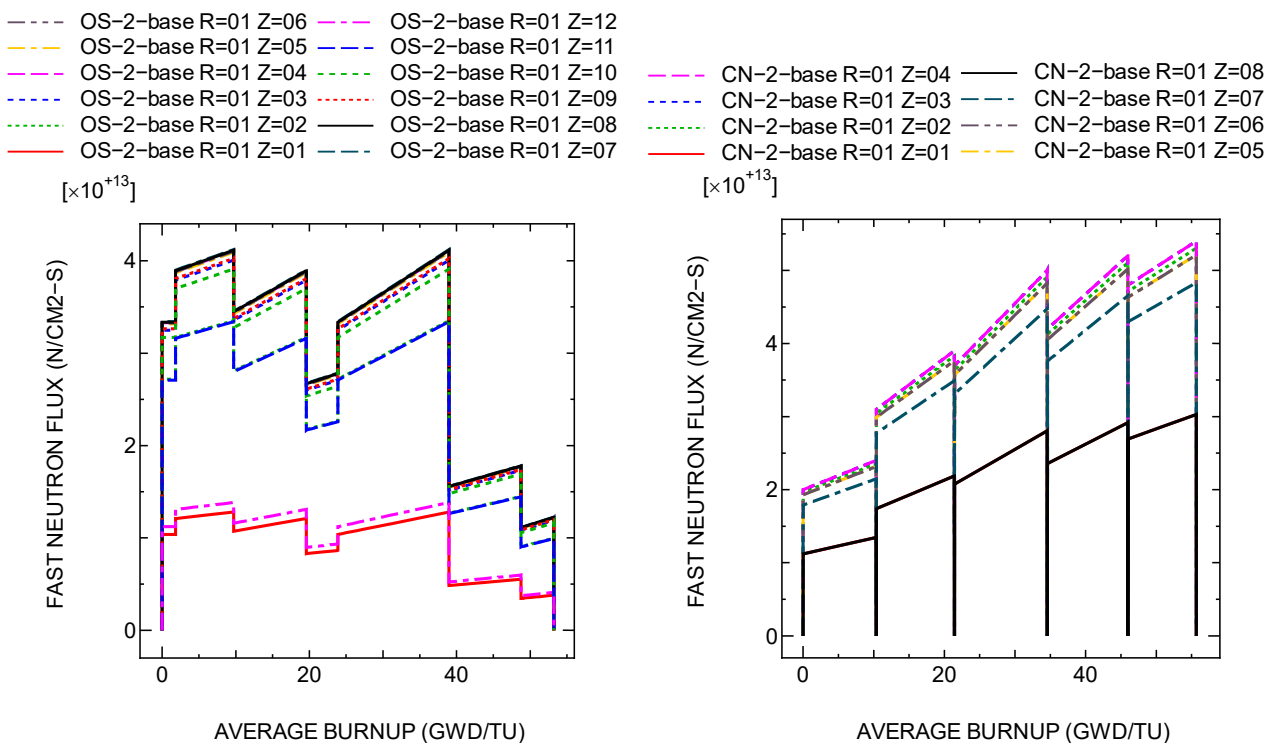 OS−2−base R=01 Z=06
OS−2−base R=01 Z=05
OS−2−base R=01 Z=04
OS−2−base R=01 Z=03
OS−2−base R=01 Z=02
OS−2−base R=01 Z=01
OS−2−base R=01 Z=12
OS−2−base R=01 Z=11
OS−2−base R=01 Z=10
OS−2−base R=01 Z=09
OS−2−base R=01 Z=08
OS−2−base R=01 Z=07
[×10+13]
4
2
0
FAST NEUTRON FLUX (N/CM2−S)
0
20
40
AVERAGE BURNUP (GWD/TU)
CN−2−base R=01 Z=04
CN−2−base R=01 Z=03
CN−2−base R=01 Z=02
CN−2−base R=01 Z=01
CN−2−base R=01 Z=08
CN−2−base R=01 Z=07
CN−2−base R=01 Z=06
CN−2−base R=01 Z=05
[×10+13]
4
2
0
FAST NEUTRON FLUX (N/CM2−S)
0
20
40
AVERAGE BURNUP (GWD/TU)